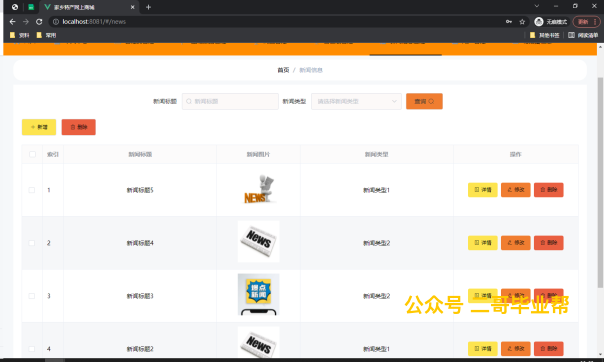 家乡特产网上商城
localhost:8081/#/news
无痕模式
更新
资料
常用
其他书签
阅读清单
首页 / 新闻信息
新闻标题 新闻标题 新闻类型 请选择新闻类型 查询
新增 删除
索引 新闻标题 新闻图片 新闻类型 操作
1 新闻标题5 NEWS 新闻类型1 详情 修改 删除
2 新闻标题4 News 新闻类型2 详情 修改 删除
3 新闻标题3 热点新闻 新闻类型2 详情 修改 删除
公众号 二哥毕业帮
4 新闻标题2 News 新闻类型1 详情 修改 删除